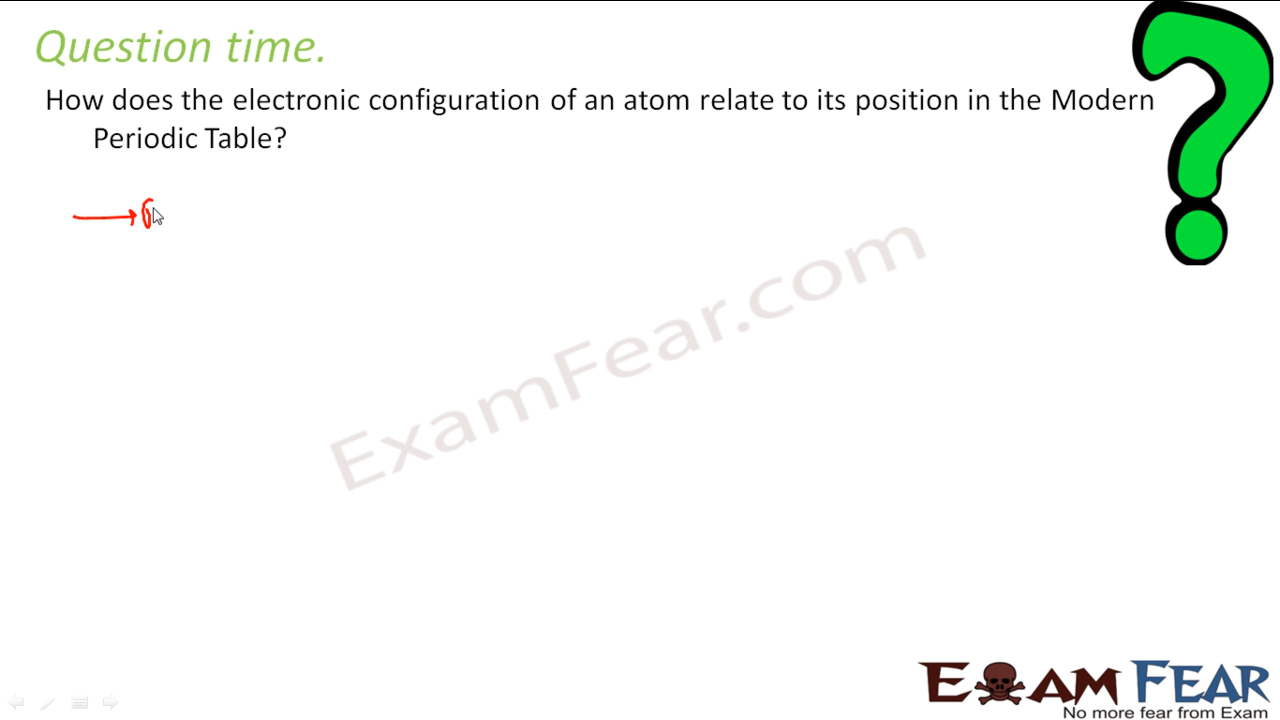 Question time.
How does the electronic configuration of an atom relate to its position in the Modern
Periodic Table?
ExamFear.com
EXAM FEAR
No more fear from Exam